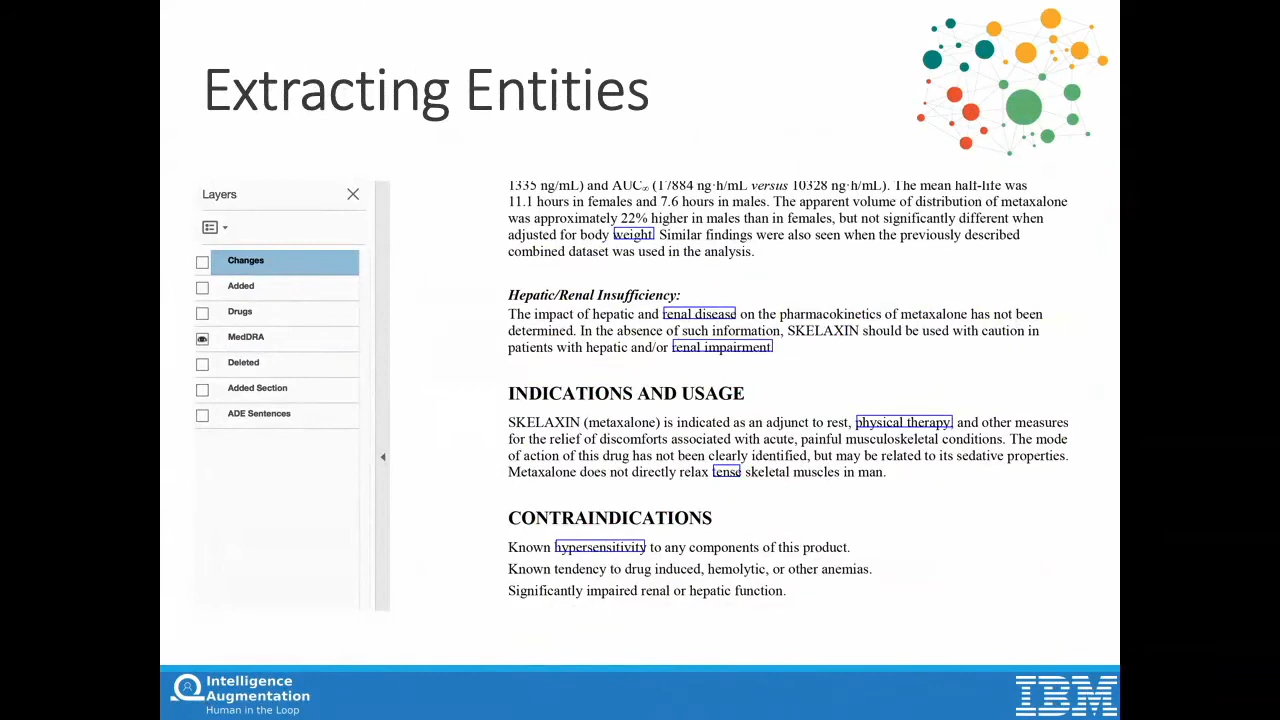 Extracting Entities
Layers
Changes
Added
Drugs
MedDRA
Deleted
Added Section
ADE Sentences
1335 ng/mL) and AUC∞ (17884 ng·h/mL versus 10328 ng·h/mL). The mean half-life was
11.1 hours in females and 7.6 hours in males. The apparent volume of distribution of metaxalone
was approximately 22% higher in males than in females, but not significantly different when
adjusted for body weight. Similar findings were also seen when the previously described
combined dataset was used in the analysis.
Hepatic/Renal Insufficiency:
The impact of hepatic and renal disease on the pharmacokinetics of metaxalone has not been
determined. In the absence of such information, SKELAXIN should be used with caution in
patients with hepatic and/or renal impairment.
INDICATIONS AND USAGE
SKELAXIN (metaxalone) is indicated as an adjunct to rest, physical therapy, and other measures
for the relief of discomforts associated with acute, painful musculoskeletal conditions. The mode
of action of this drug has not been clearly identified, but may be related to its sedative properties.
Metaxalone does not directly relax tense skeletal muscles in man.
CONTRAINDICATIONS
Known hypersensitivity to any components of this product.
Known tendency to drug induced, hemolytic, or other anemias.
Significantly impaired renal or hepatic function.
Intelligence
Augmentation
Human in the Loop
IBM